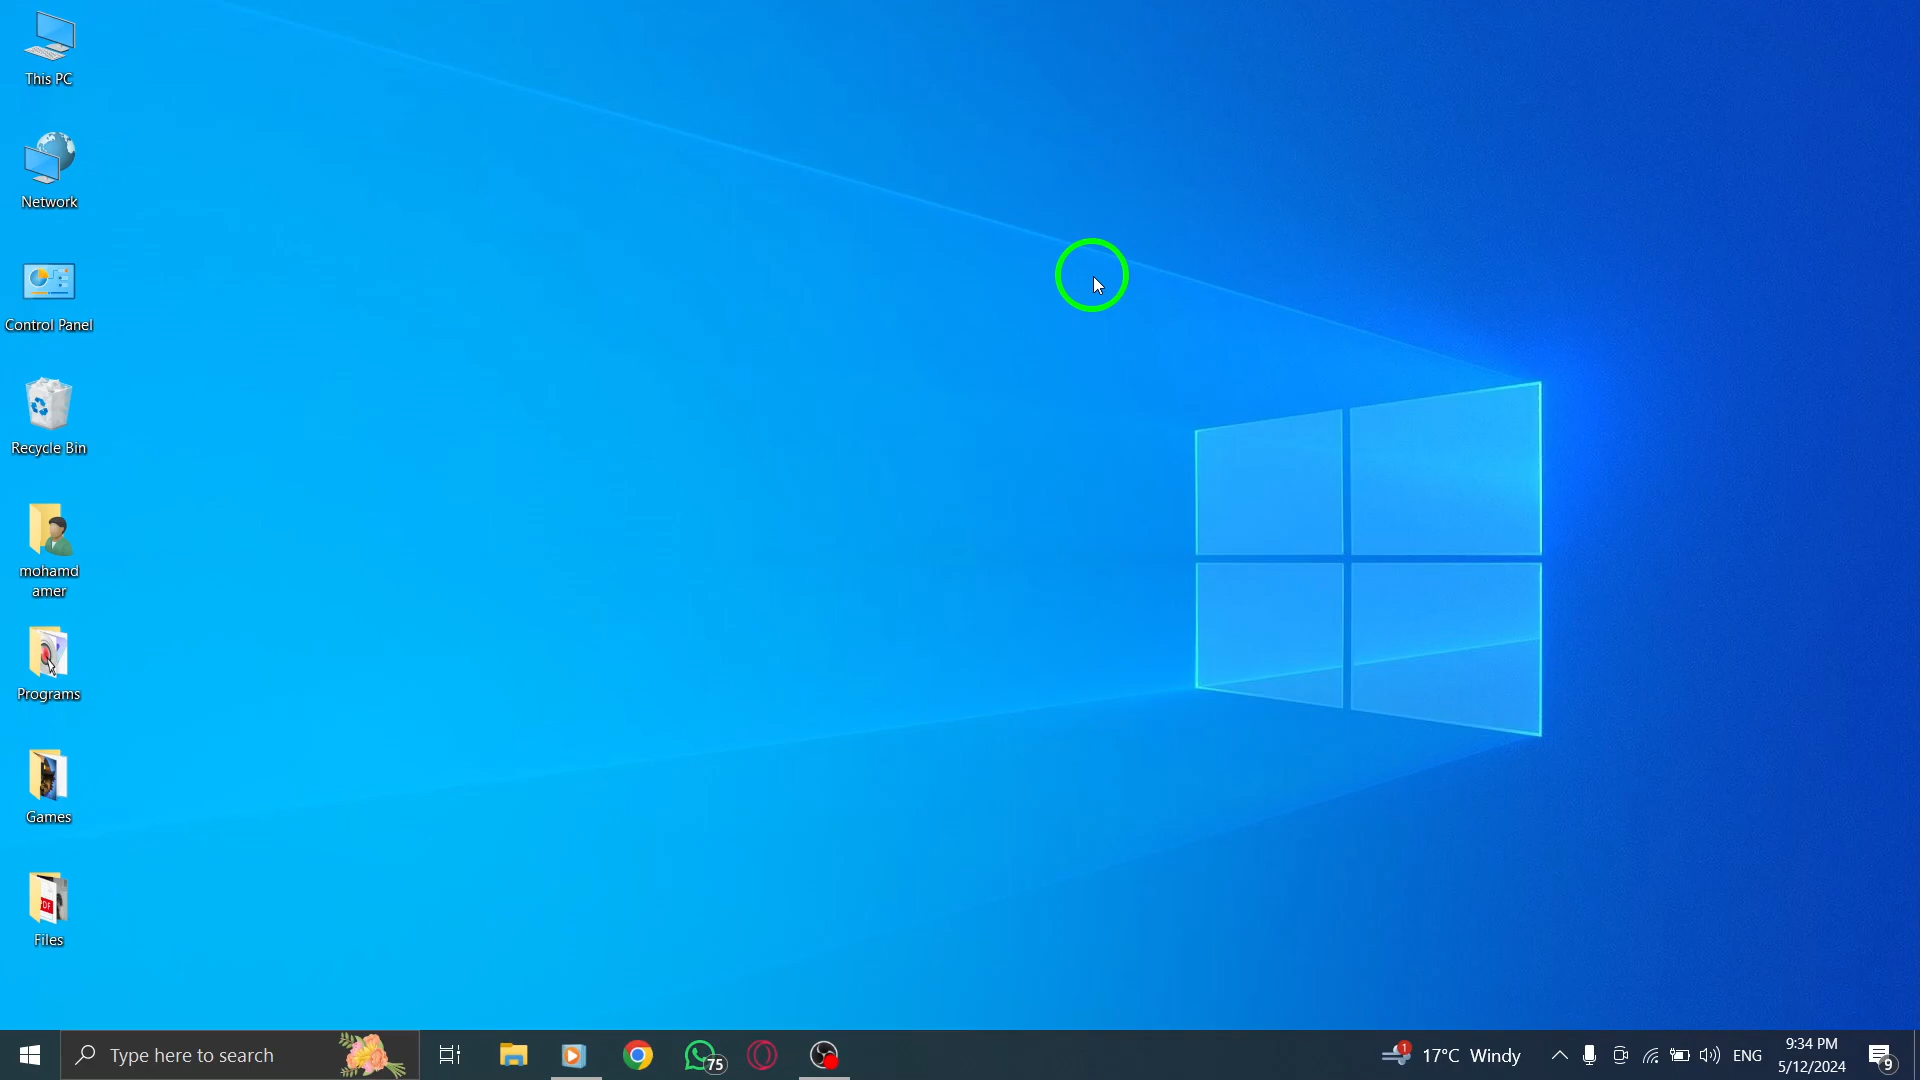 This PC
Network
Control Panel
Recycle Bin
mohamd
amer
Programs
Games
PDF
Files
Type here to search
75
1
17°C Windy
ENG
9:34 PM
5/12/2024
9